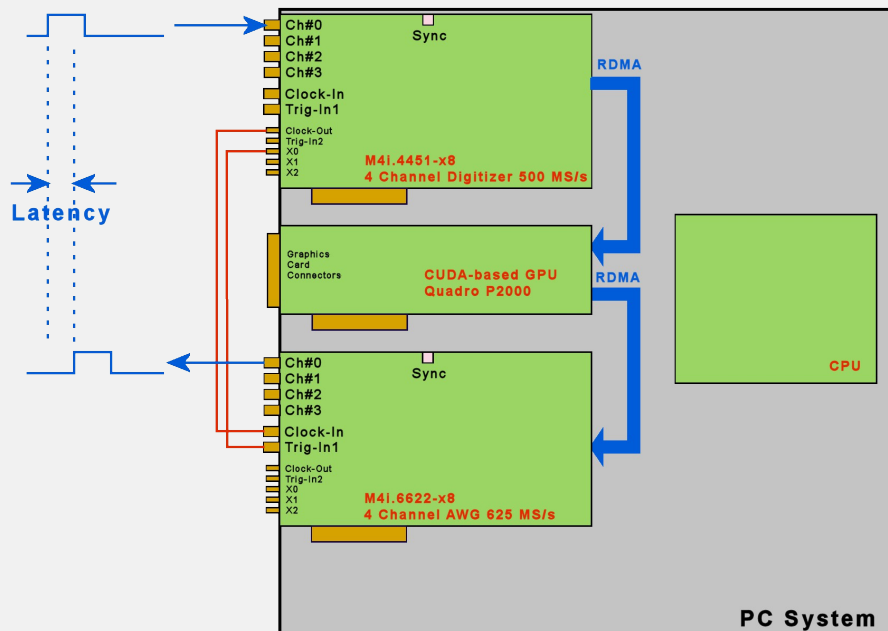 Ch#0
Sync
Ch#1
Ch#2
Ch#3
RDMA
Clock-In
Trig-In1
Clock-Out
Trig-In2
X0
X1
X2
M4i.4451-x8
4 Channel Digitizer 500 MS/s
Latency
Graphics
Card
Connectors
CUDA-based GPU
Quadro P2000
RDMA
CPU
Ch#0
Sync
Ch#1
Ch#2
Ch#3
Clock-In
Trig-In1
Clock-Out
Trig-In2
X0
X1
X2
M4i.6622-x8
4 Channel AWG 625 MS/s
PC System